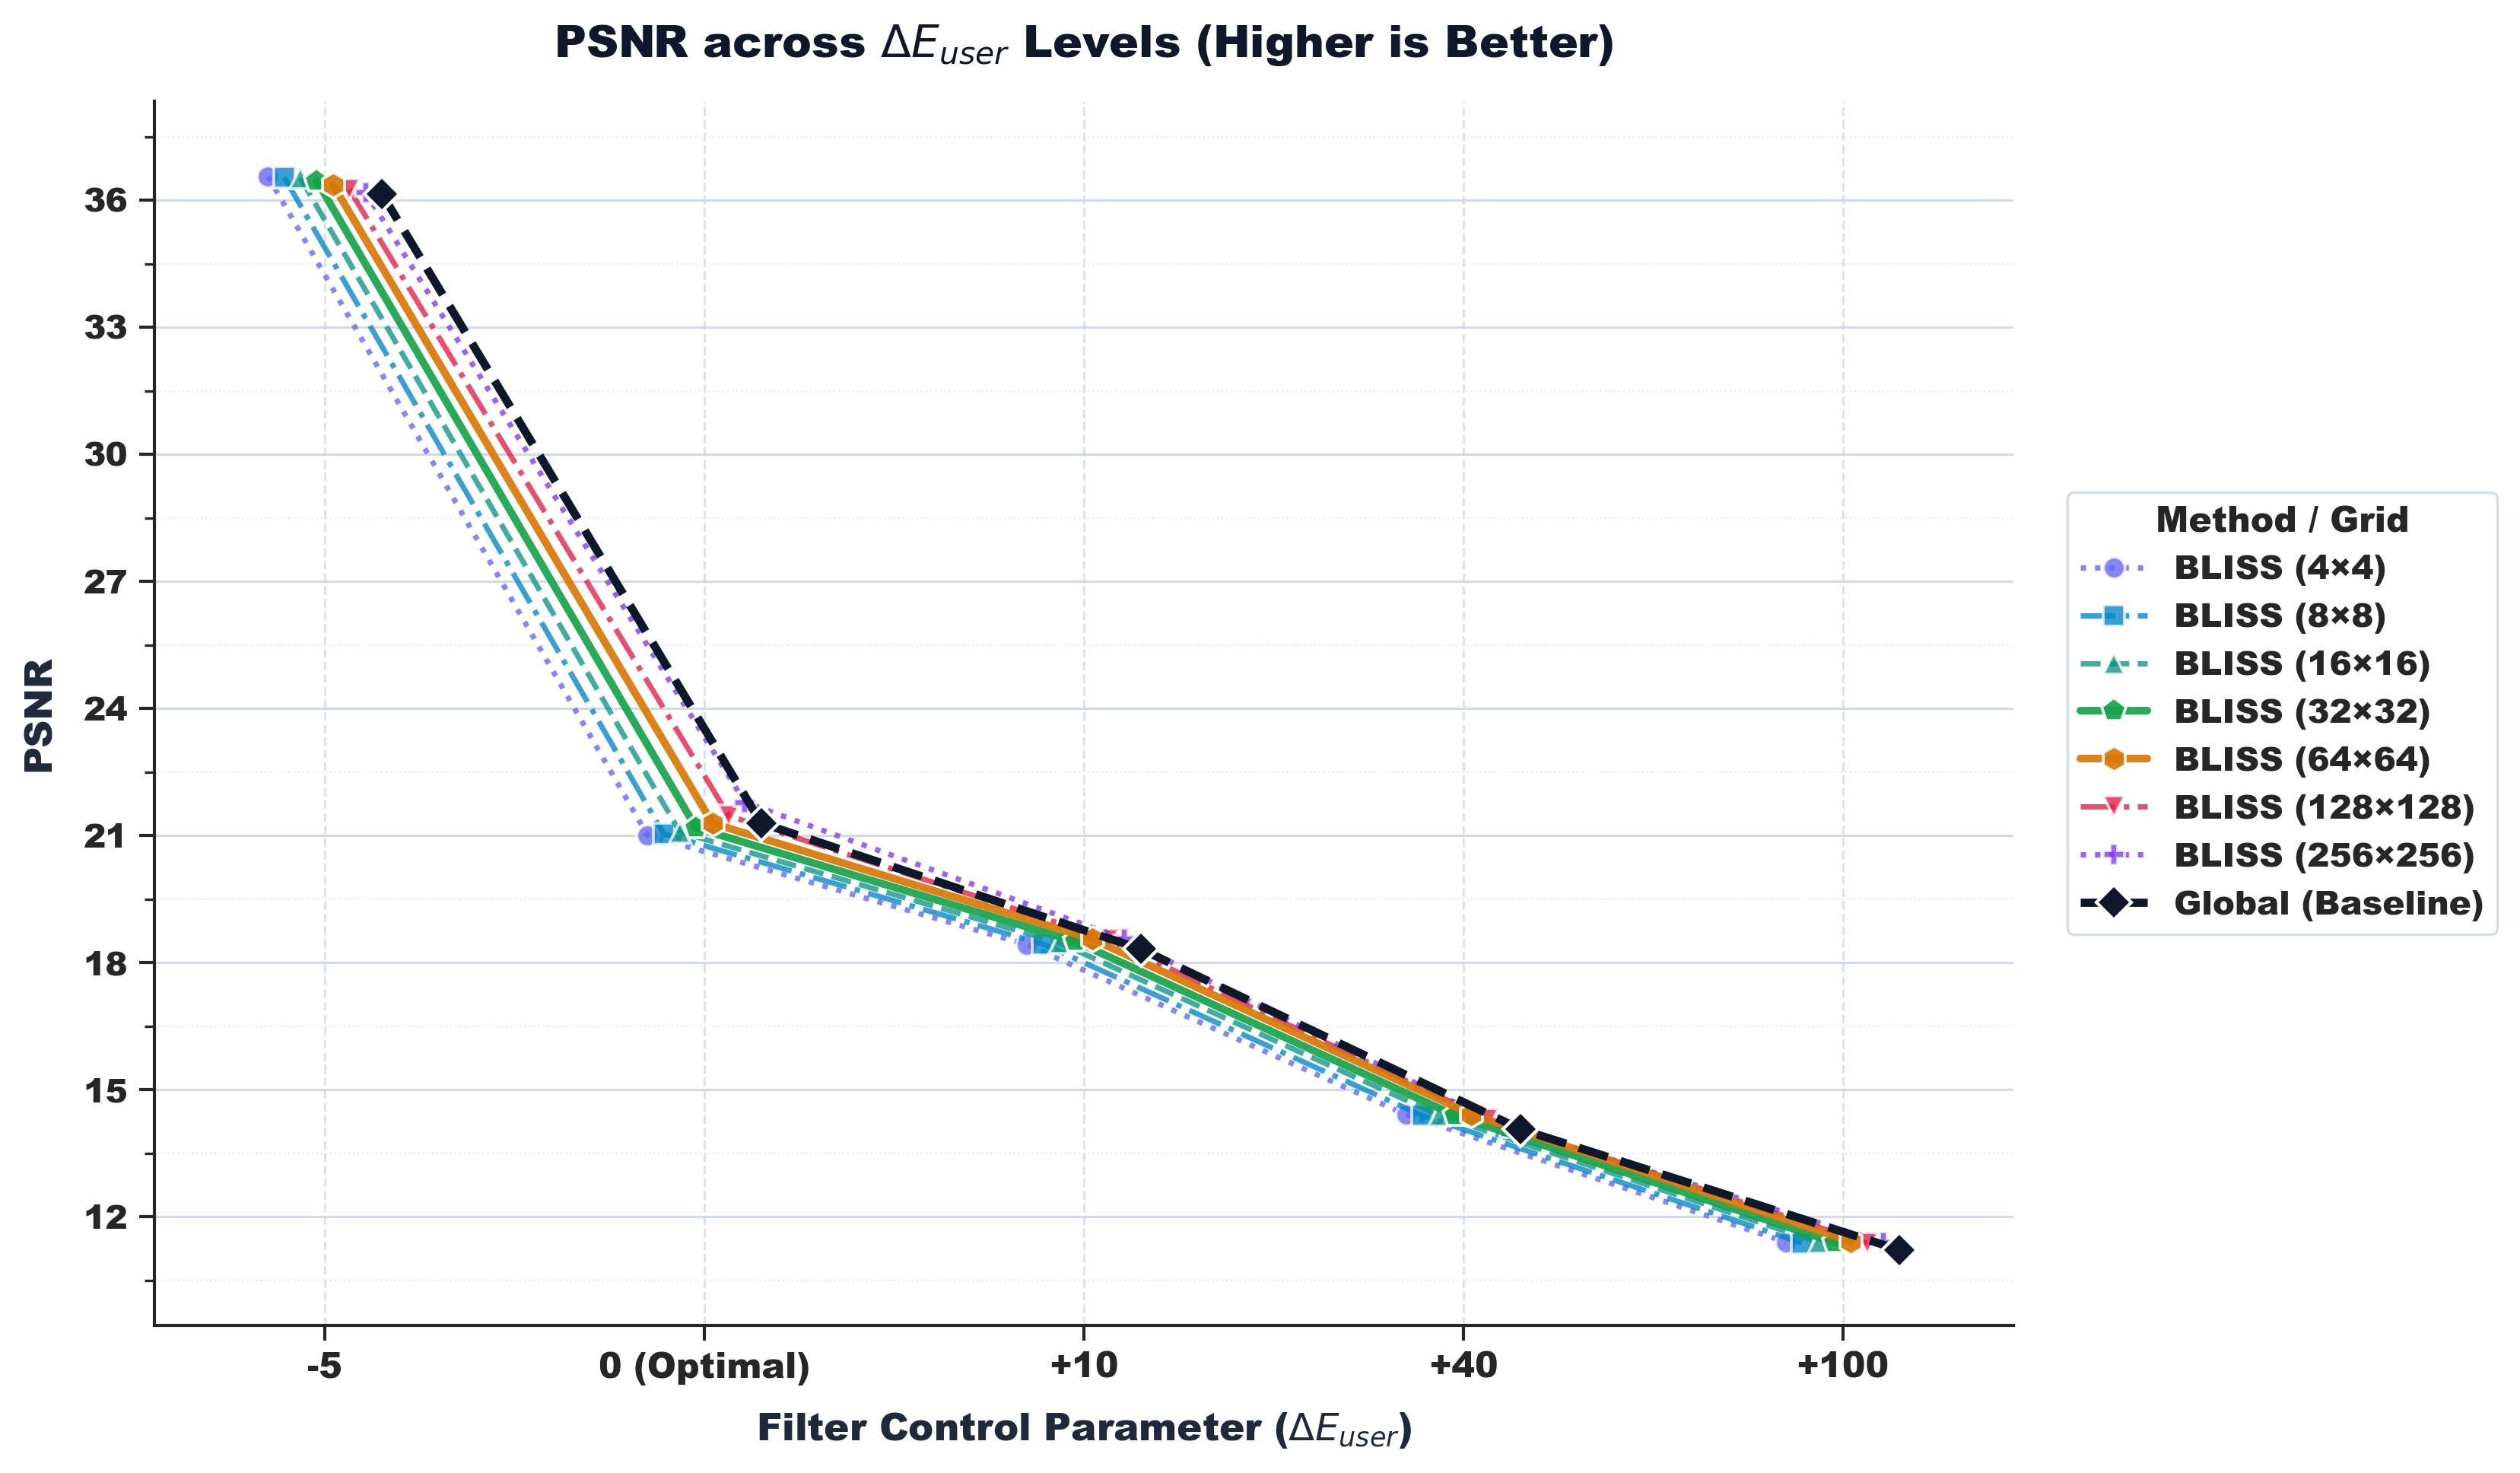 PSNR across ΔE_user Levels (Higher is Better)
PSNR
36
33
30
27
24
21
18
15
12
-5
0 (Optimal)
+10
+40
+100
Filter Control Parameter (ΔE_user)
Method / Grid
BLISS (4×4)
BLISS (8×8)
BLISS (16×16)
BLISS (32×32)
BLISS (64×64)
BLISS (128×128)
BLISS (256×256)
Global (Baseline)